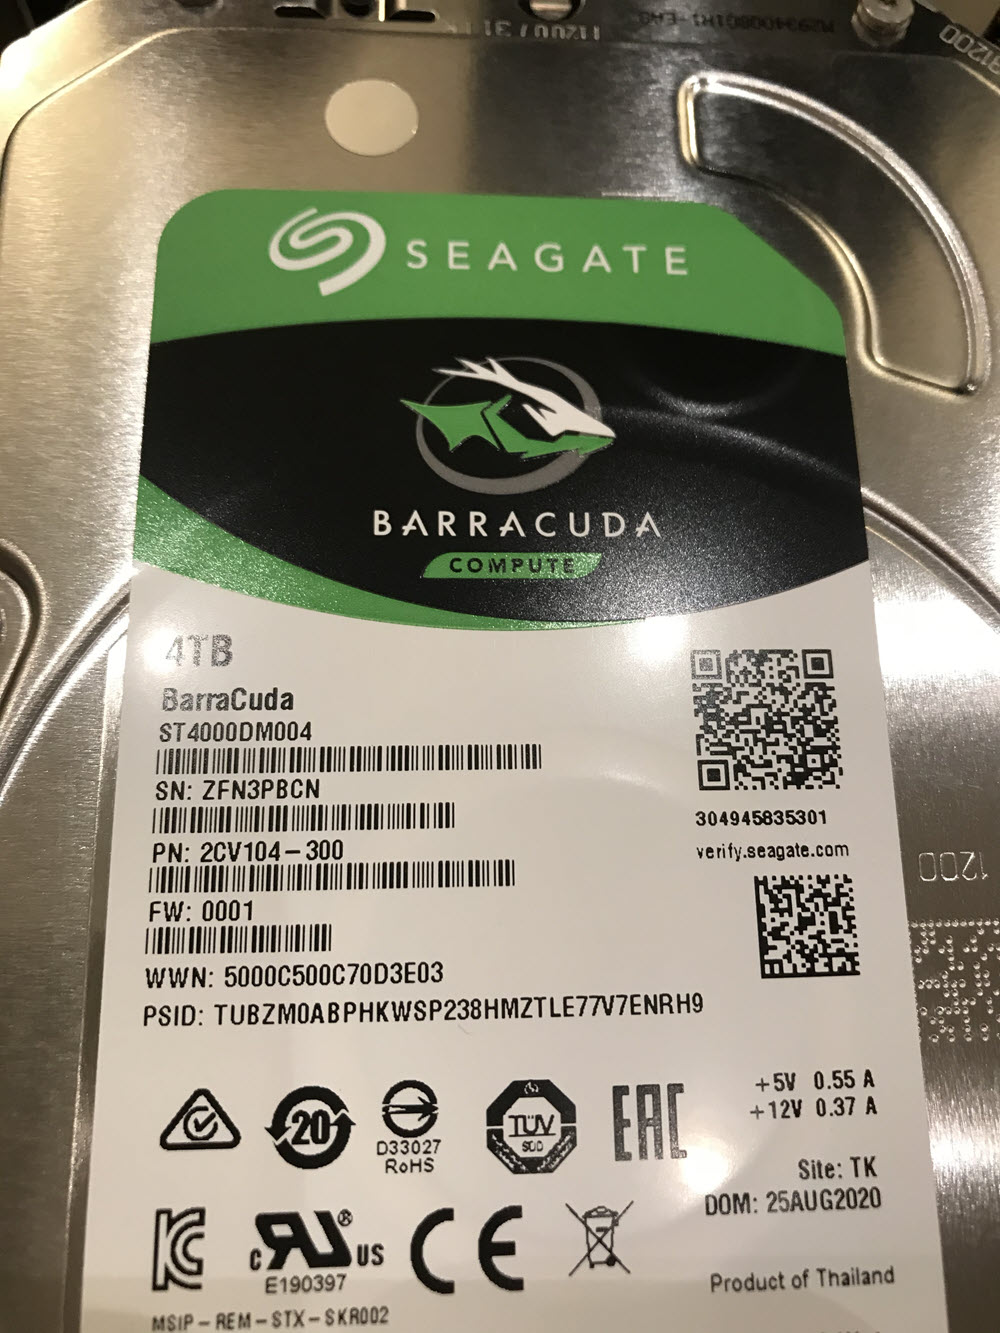 SEAGATE
BARRACUDA
COMPUTE
4TB
BarraCuda
ST4000DM004
SN: ZFN3PBCN
PN: 2CV104-300
FW: 0001
WWN: 5000C500C70D3E03
PSID: TUBZM0ABPHKWSP238HMZTLE77V7ENRH9
304945835301
verify.seagate.com
1200
20
D33027
RoHS
TÜV
SÜD
EAC
+5V 0.55 A
+12V 0.37 A
Site: TK
DOM: 25AUG2020
c RU ® US
E190397
CE
Product of Thailand
MSIP-REM-STX-SKR002